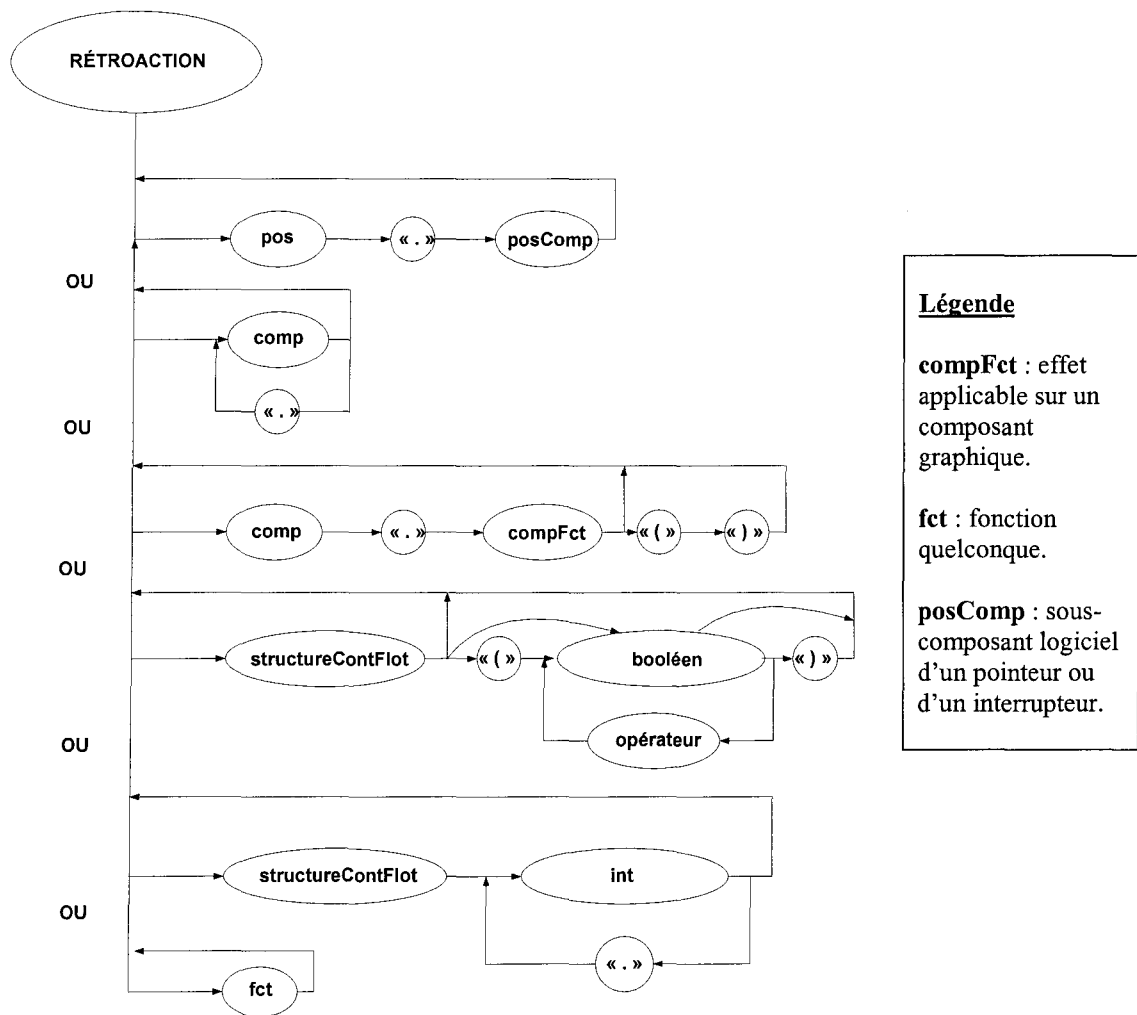 RÉTROACTION
pos
« . »
posComp
OU
comp
« . »
OU
comp
« . »
compFct
« ( »
« ) »
OU
structureContFlot
« ( »
booléen
« ) »
opérateur
OU
structureContFlot
int
« . »
OU
fct
Légende
compFct : effet
applicable sur un
composant
graphique.
fct : fonction
quelconque.
posComp : sous-
composant logiciel
d'un pointeur ou
d'un interrupteur.